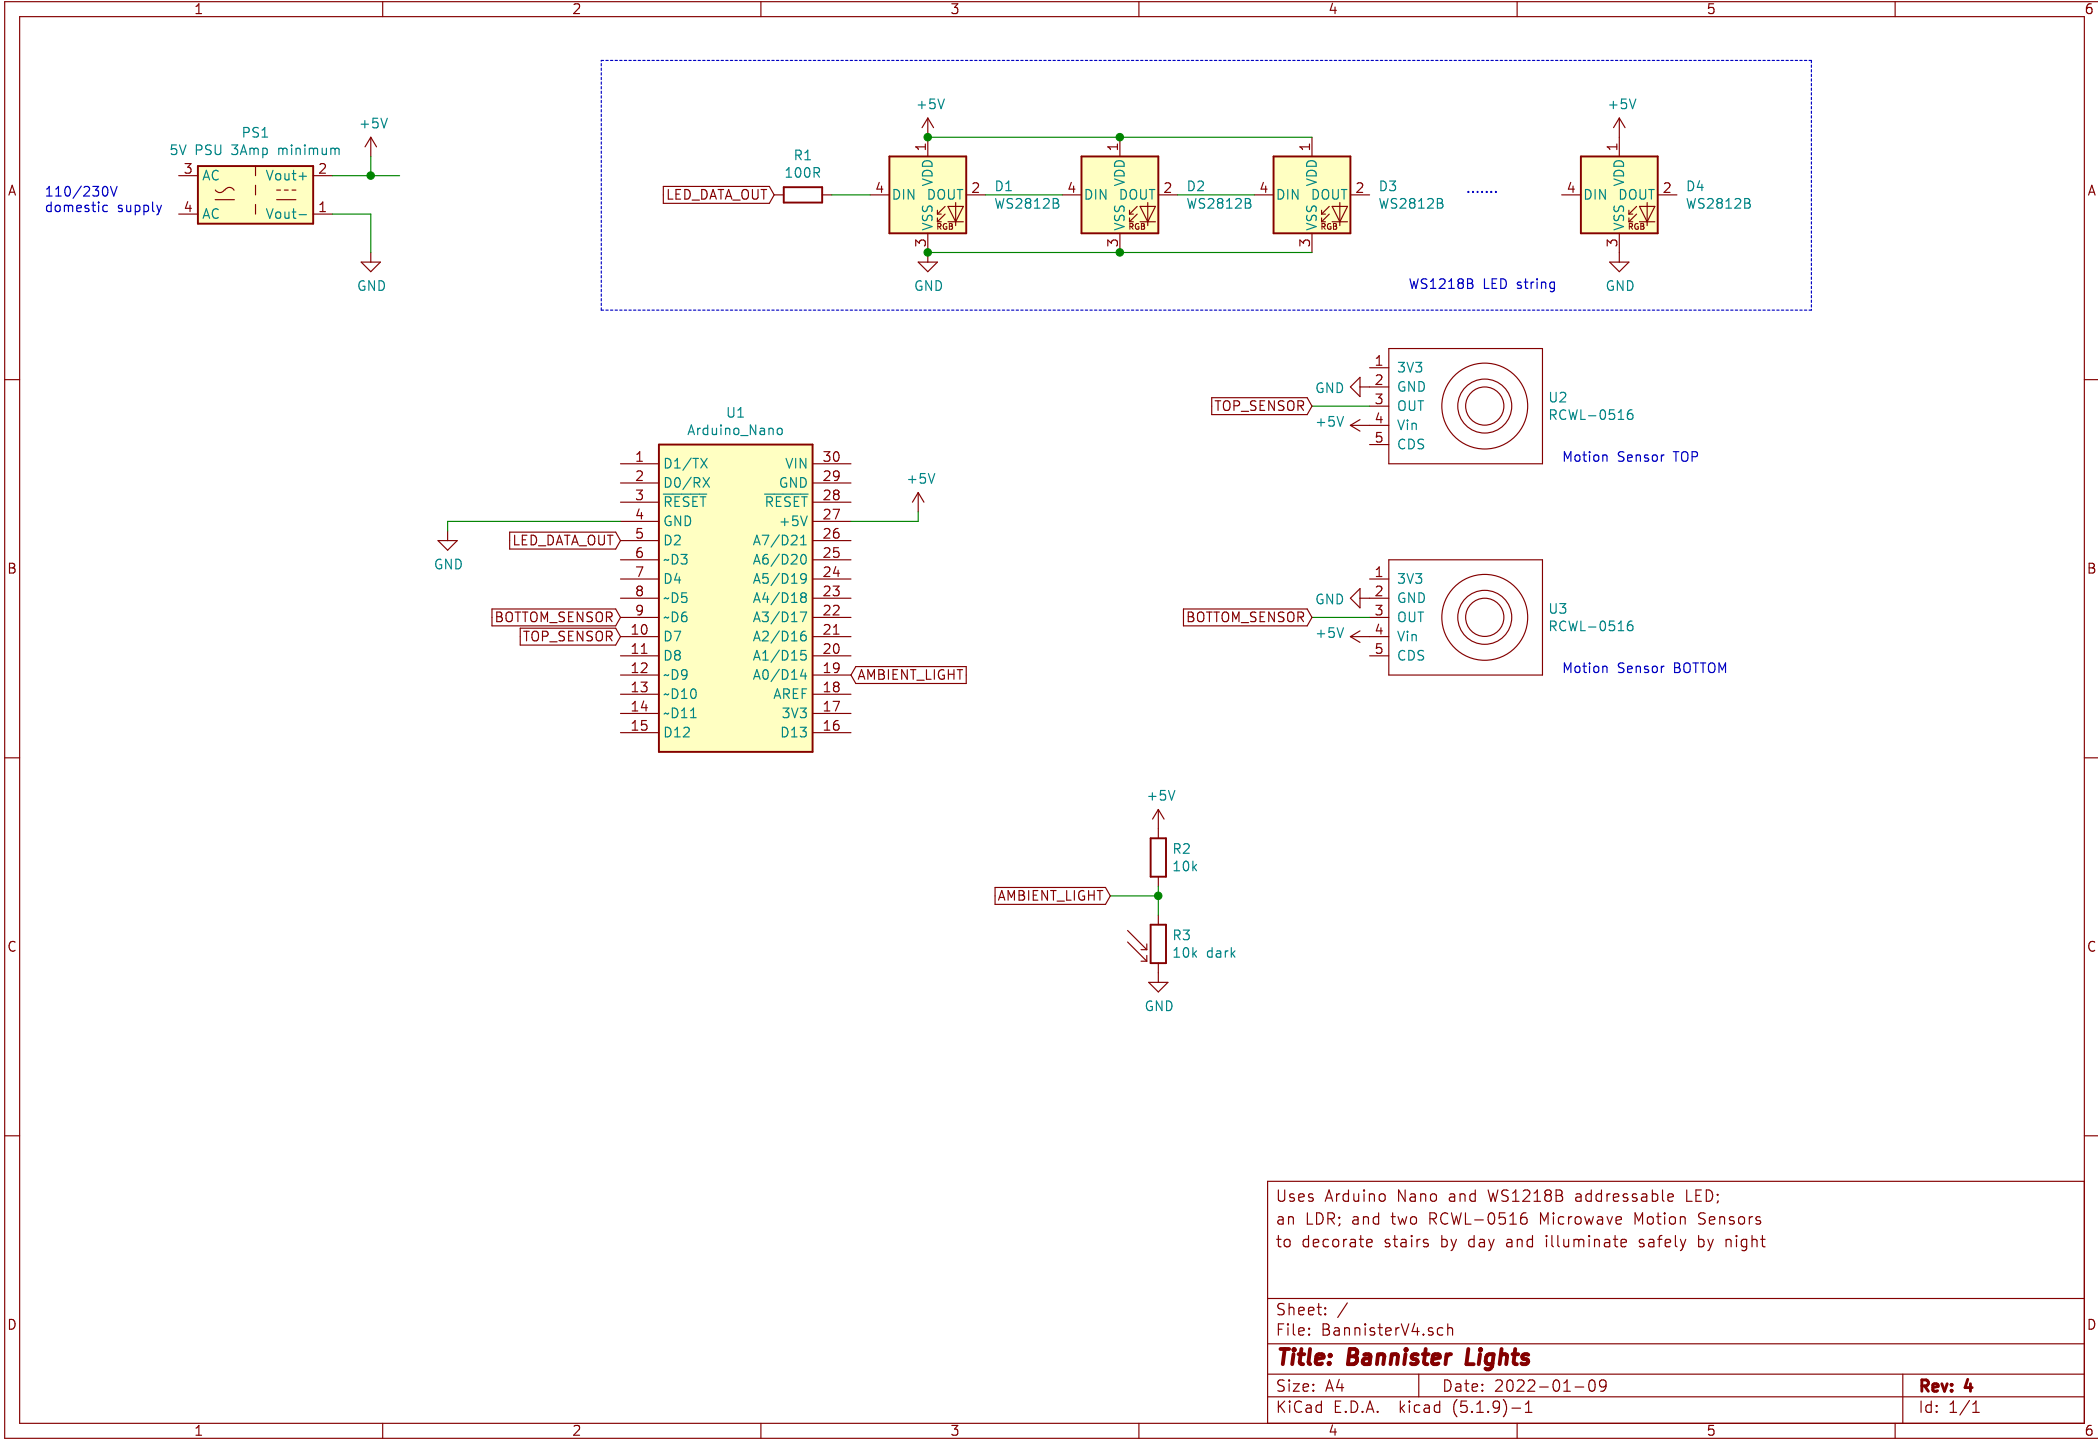 1 2 3 4 5 6
A
B
C
D
A
B
C
D
1 2 3 4 5 6
PS1
5V PSU 3Amp minimum
110/230V
domestic supply
3 AC Vout+ 2
4 AC Vout- 1
+5V
GND
LED_DATA_OUT
R1
100R
+5V
1 VDD
4 DIN DOUT 2
VSS 3
RGB
D1
WS2812B
GND
1 VDD
4 DIN DOUT 2
VSS 3
RGB
D2
WS2812B
1 VDD
4 DIN DOUT 2
VSS 3
RGB
D3
WS2812B
.......
+5V
1 VDD
4 DIN DOUT 2
VSS 3
RGB
D4
WS2812B
GND
WS1218B LED string
U1
Arduino_Nano
1 D1/TX VIN 30
2 D0/RX GND 29
3 RESET RESET 28
4 GND +5V 27
5 D2 A7/D21 26
6 ~D3 A6/D20 25
7 D4 A5/D19 24
8 ~D5 A4/D18 23
9 ~D6 A3/D17 22
10 D7 A2/D16 21
11 D8 A1/D15 20
12 ~D9 A0/D14 19
13 ~D10 AREF 18
14 ~D11 3V3 17
15 D12 D13 16
GND
LED_DATA_OUT
BOTTOM_SENSOR
TOP_SENSOR
+5V
AMBIENT_LIGHT
1 3V3
GND 2 GND
TOP_SENSOR 3 OUT
+5V 4 Vin
5 CDS
U2
RCWL-0516
Motion Sensor TOP
1 3V3
GND 2 GND
BOTTOM_SENSOR 3 OUT
+5V 4 Vin
5 CDS
U3
RCWL-0516
Motion Sensor BOTTOM
+5V
R2
10k
AMBIENT_LIGHT
R3
10k dark
GND
Uses Arduino Nano and WS1218B addressable LED;
an LDR; and two RCWL-0516 Microwave Motion Sensors
to decorate stairs by day and illuminate safely by night
Sheet: /
File: BannisterV4.sch
Title: Bannister Lights
Size: A4 Date: 2022-01-09 Rev: 4
KiCad E.D.A. kicad (5.1.9)-1 Id: 1/1